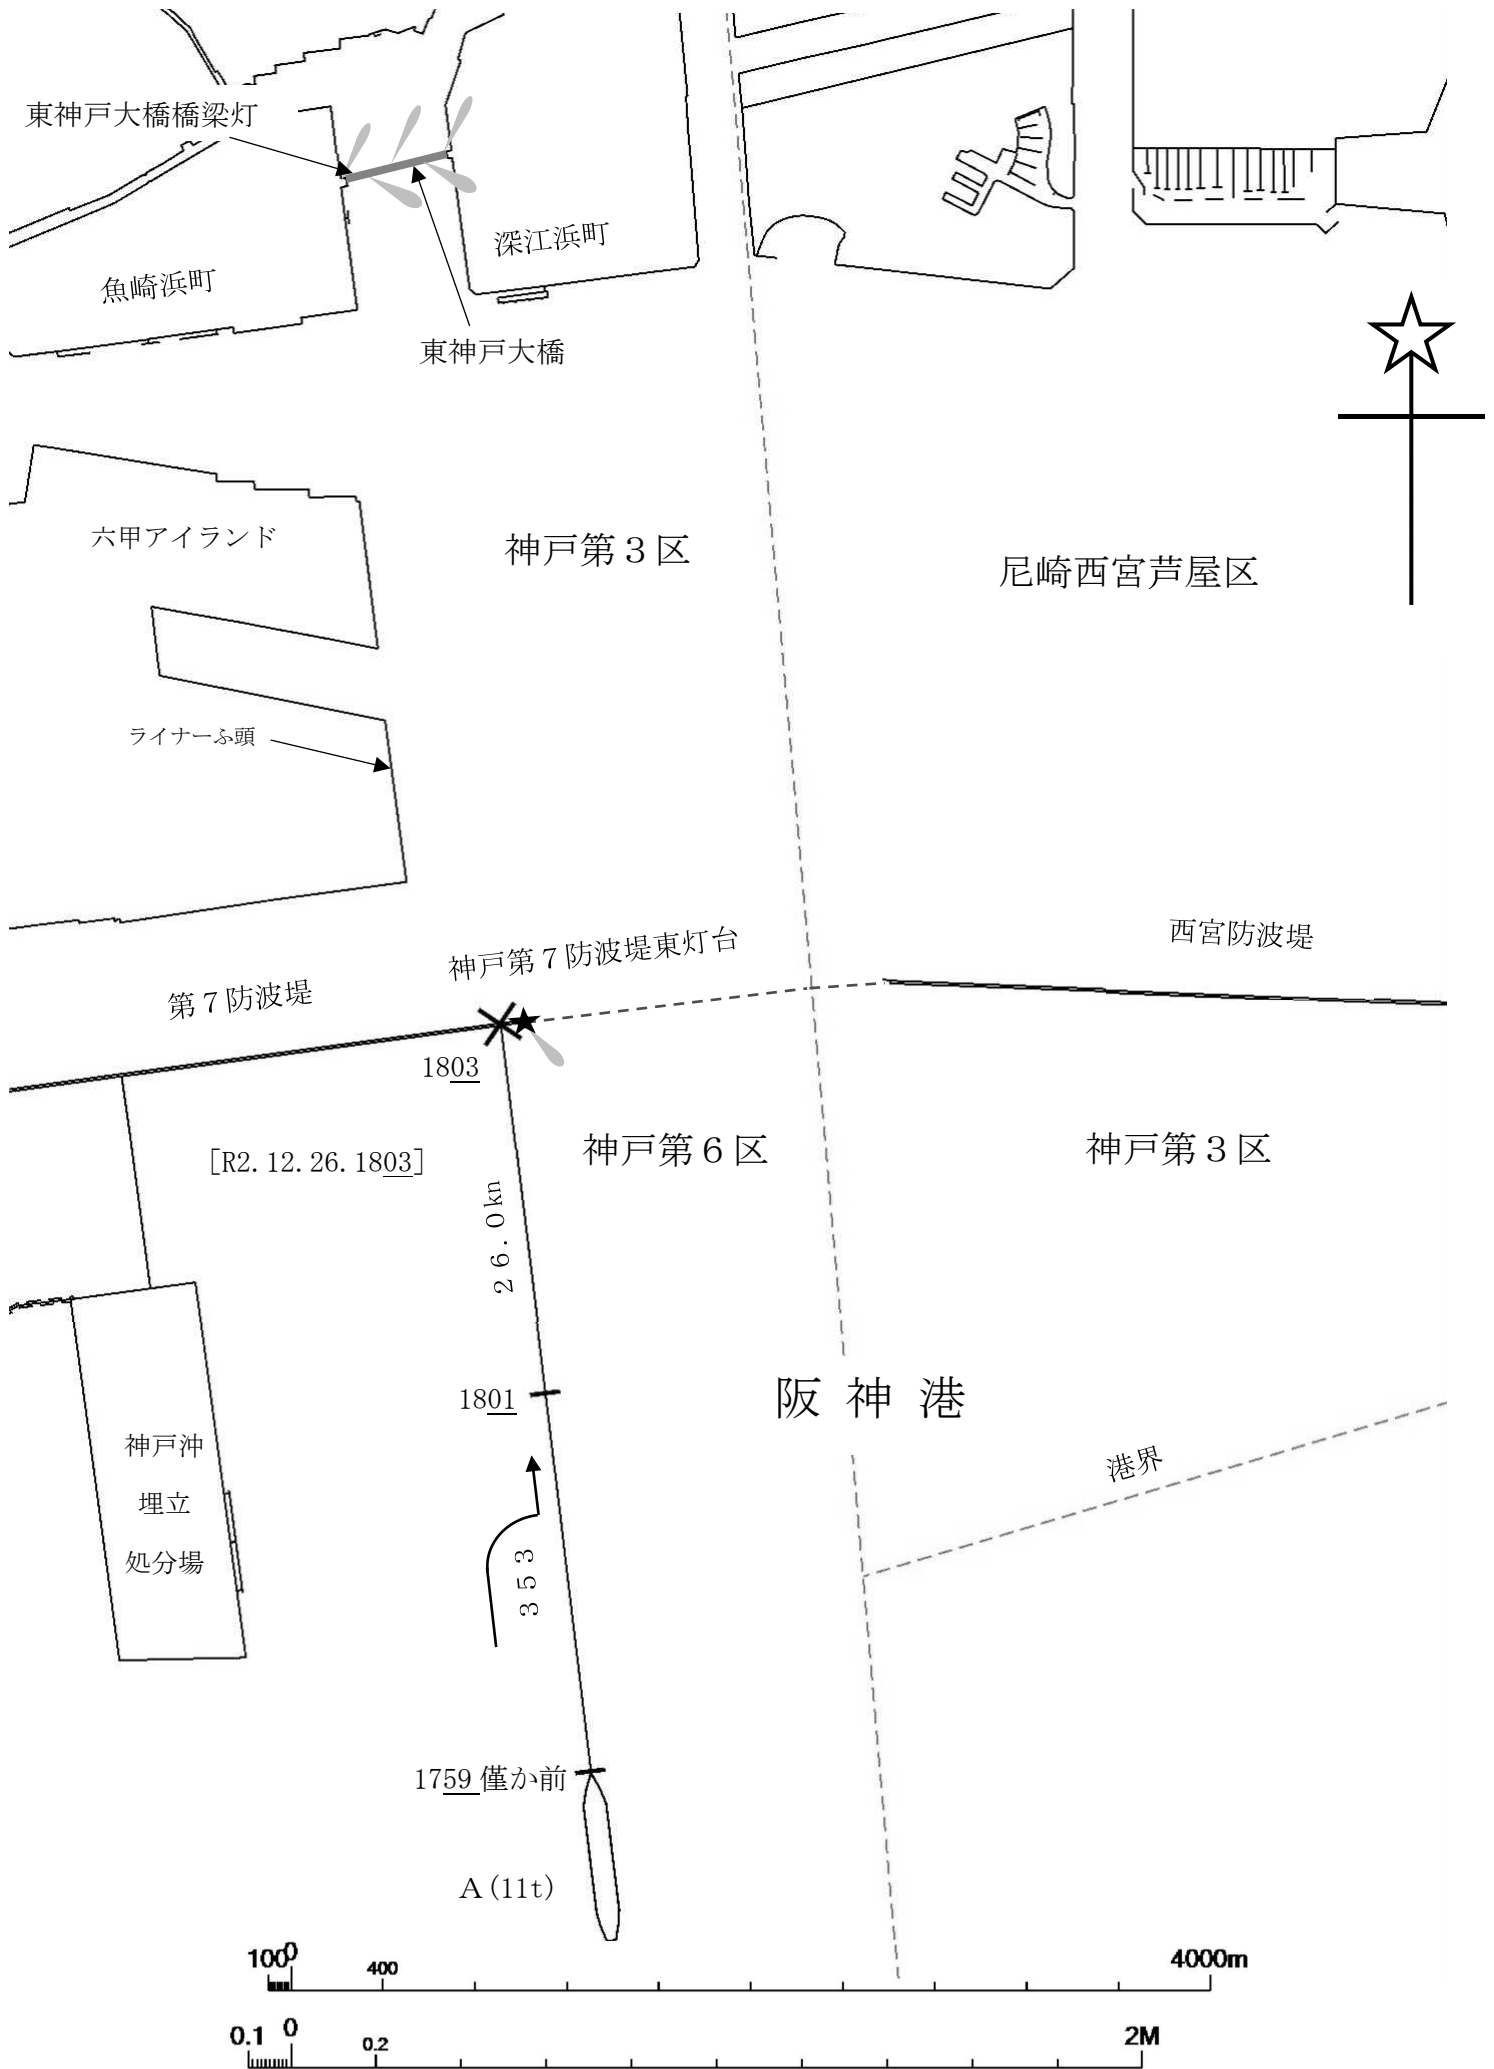 東神戸大橋橋梁灯
深江浜町
魚崎浜町
東神戸大橋
六甲アイランド
神戸第３区
尼崎西宮芦屋区
ライナーふ頭
西宮防波堤
神戸第７防波堤東灯台
第７防波堤
1803
神戸第６区
神戸第３区
[R2.12.26.1803]
２６.０kn
阪神港
1801
神戸沖
埋立
処分場
港界
３５３
1759 僅か前
Ａ(11t)
100 0 400 4000m
0.1 0 0.2 2M